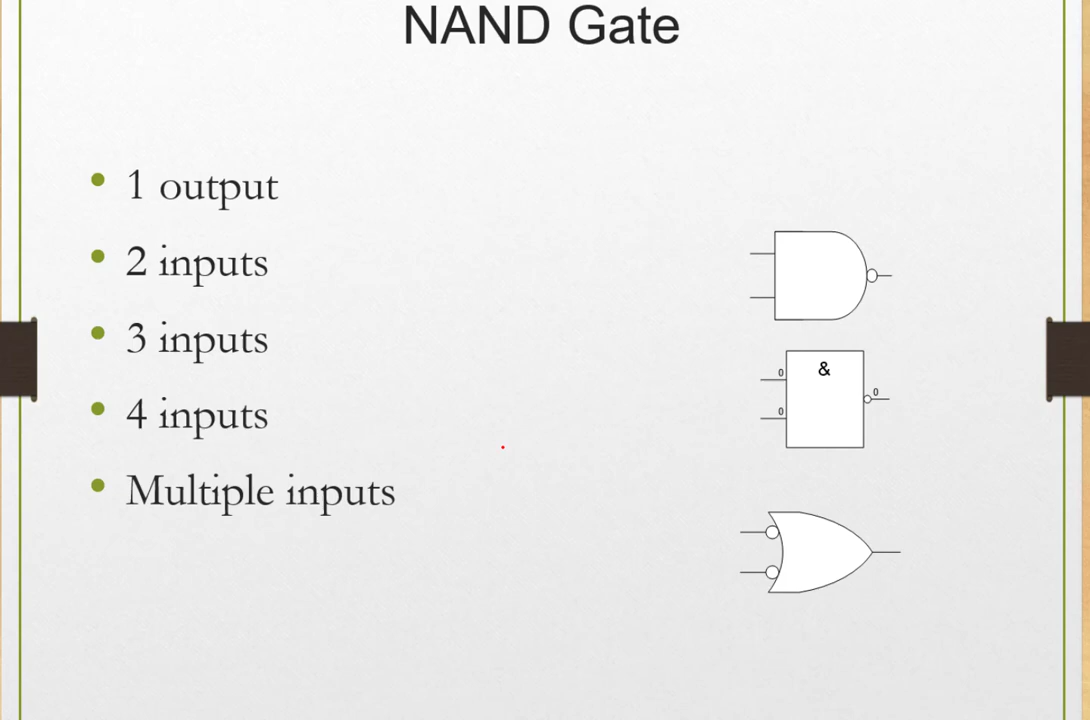 NAND Gate
1 output
2 inputs
3 inputs
4 inputs
Multiple inputs
&
0
0
0